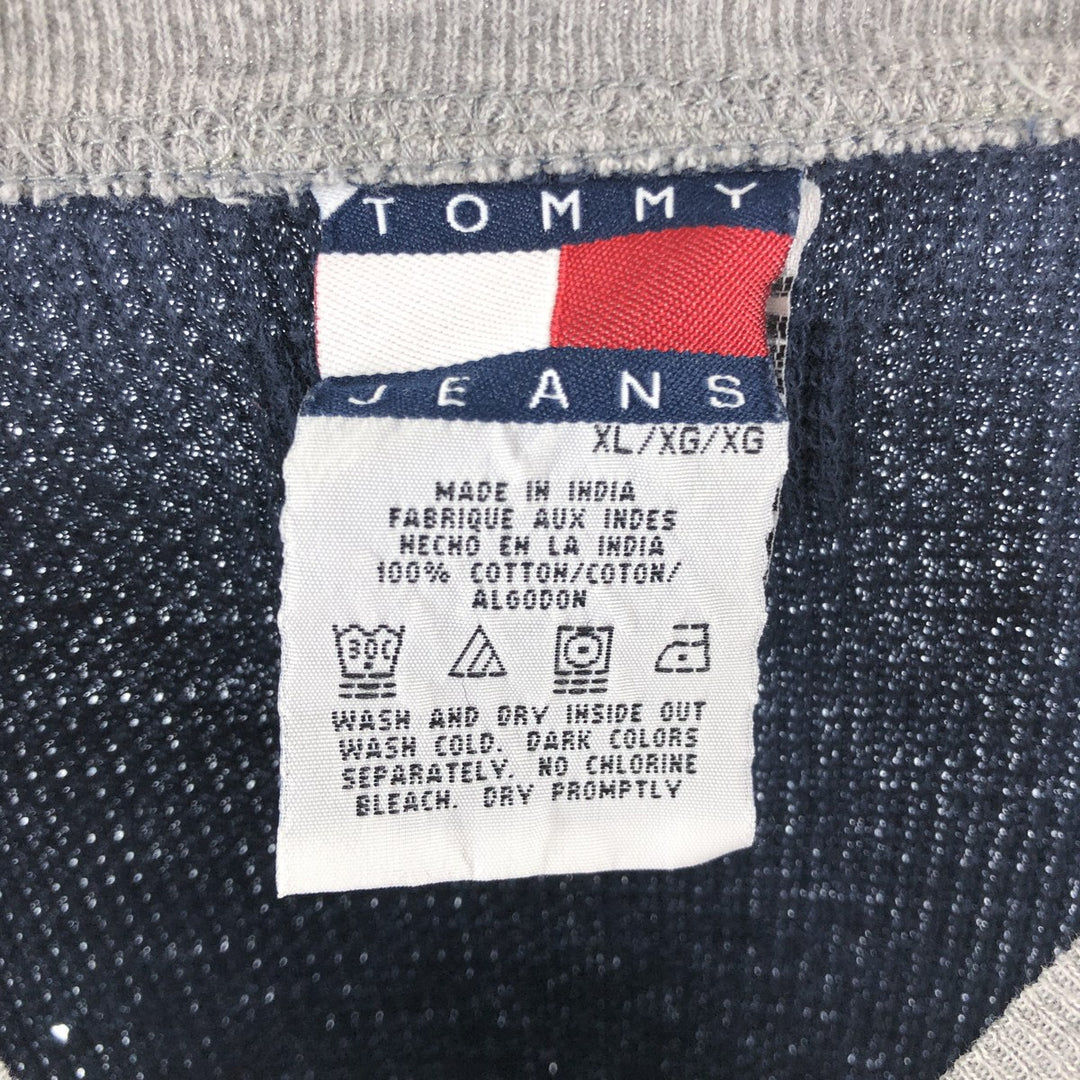 TOMMY
JEANS
XL/XG/XG
MADE IN INDIA
FABRIQUE AUX INDES
HECHO EN LA INDIA
100% COTTON/COTON/
ALGODON
30C
WASH AND DRY INSIDE OUT
WASH COLD. DARK COLORS
SEPARATELY. NO CHLORINE
BLEACH. DRY PROMPTLY